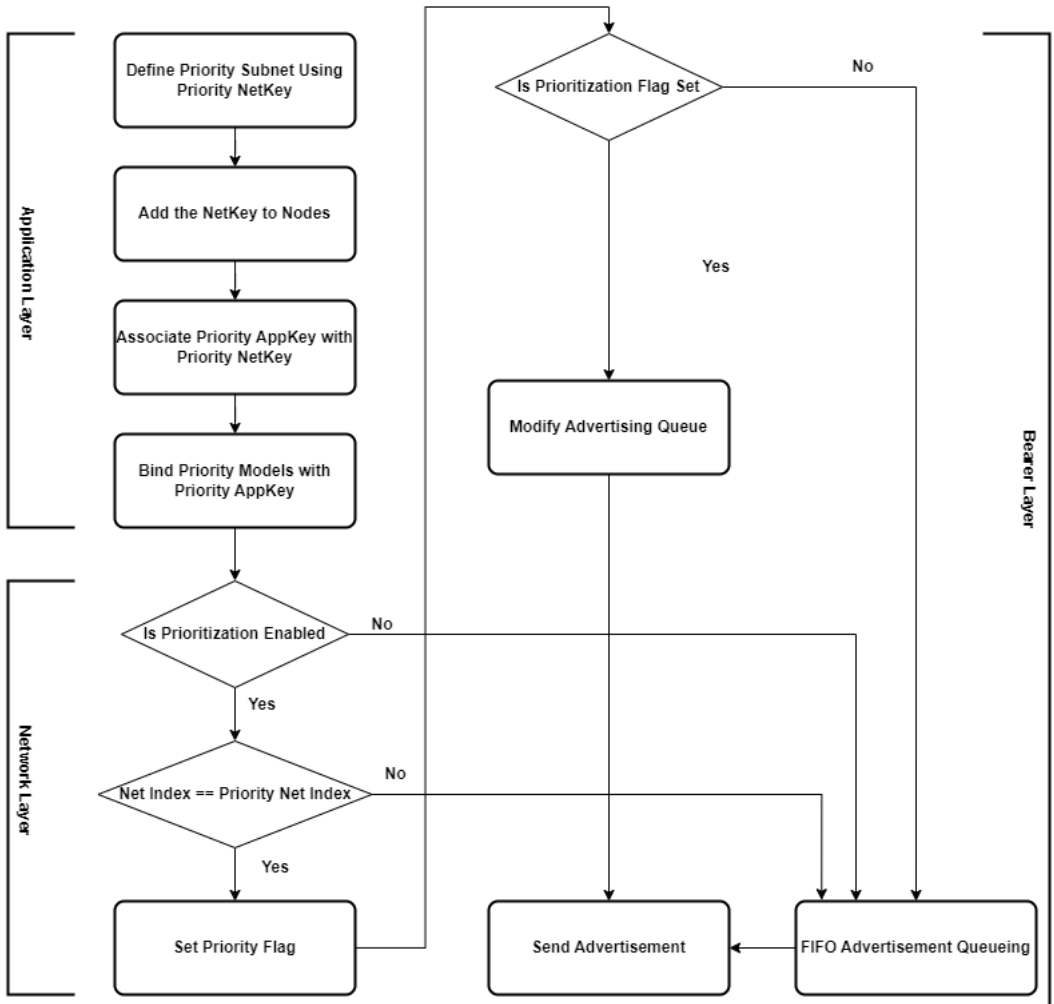 Application Layer
Define Priority Subnet Using
Priority NetKey
Add the NetKey to Nodes
Associate Priority AppKey with
Priority NetKey
Bind Priority Models with
Priority AppKey
Network Layer
Is Prioritization Enabled
No
Yes
Net Index == Priority Net Index
No
Yes
Set Priority Flag
Is Prioritization Flag Set
No
Yes
Modify Advertising Queue
Send Advertisement
FIFO Advertisement Queueing
Bearer Layer